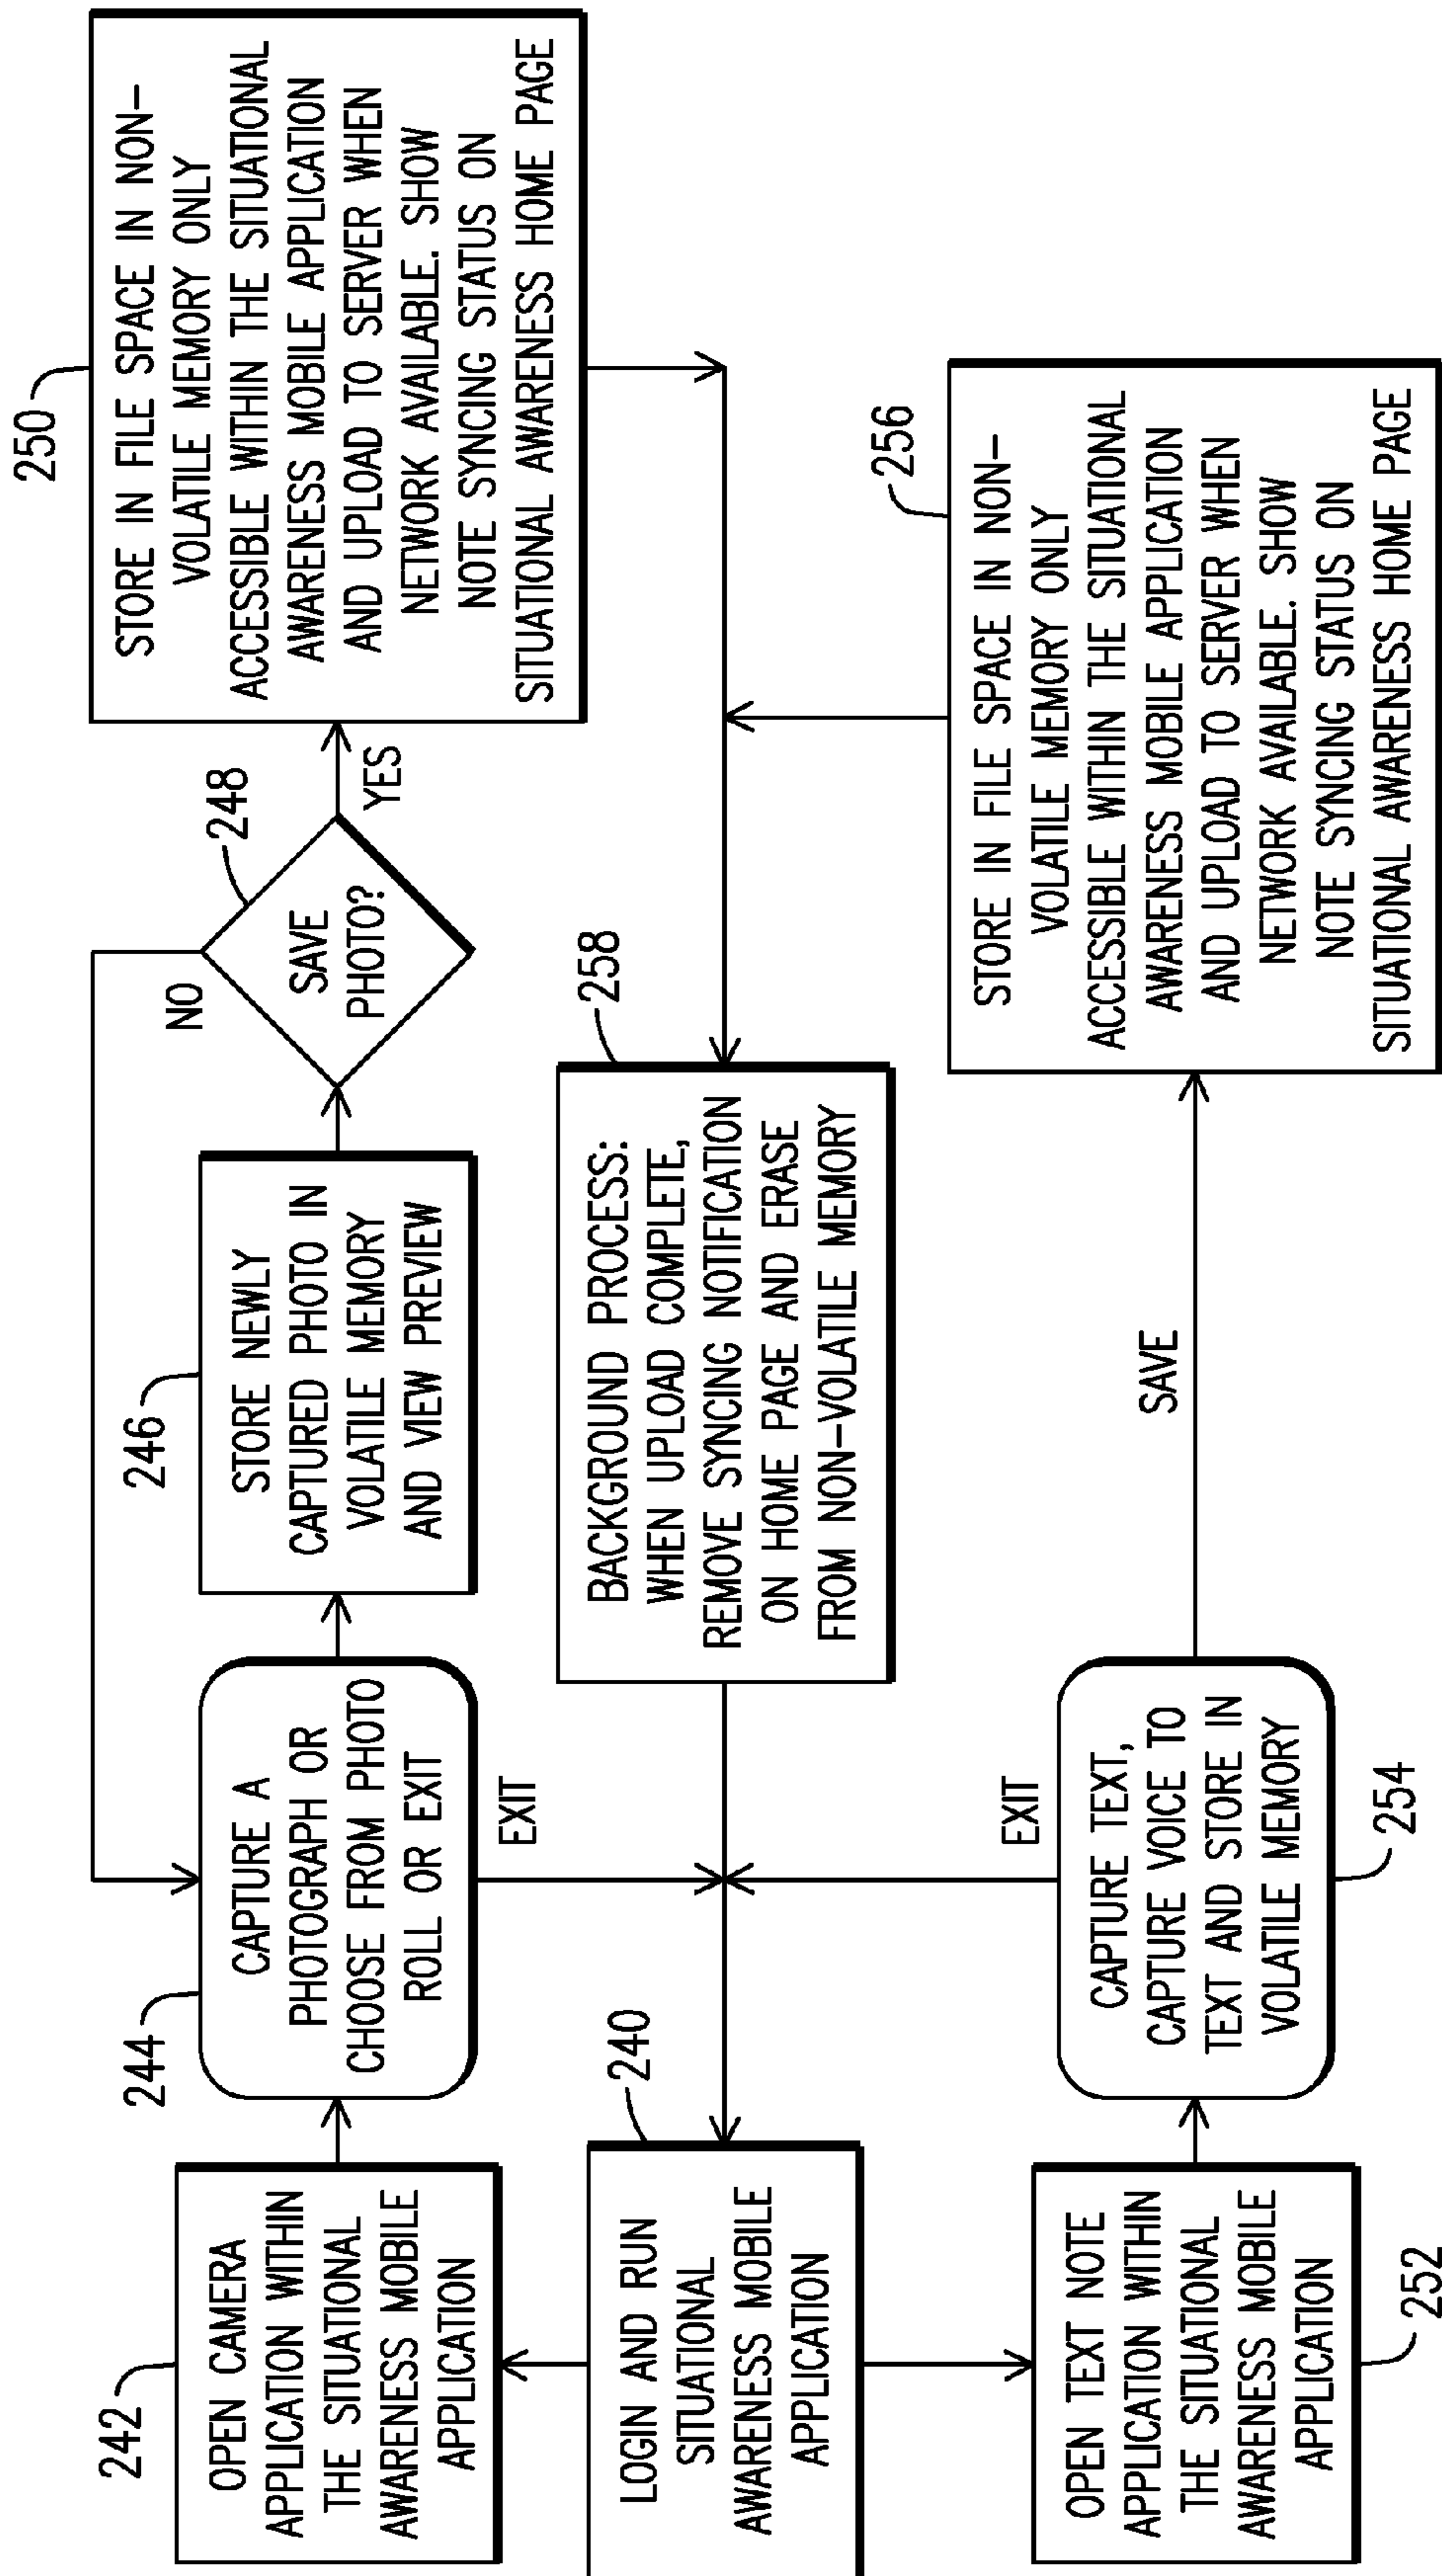 242
OPEN CAMERA
APPLICATION WITHIN
THE SITUATIONAL
AWARENESS MOBILE
APPLICATION
244
CAPTURE A
PHOTOGRAPH OR
CHOOSE FROM PHOTO
ROLL OR EXIT
EXIT
246
STORE NEWLY
CAPTURED PHOTO IN
VOLATILE MEMORY
AND VIEW PREVIEW
248
SAVE
PHOTO?
NO
YES
250
STORE IN FILE SPACE IN NON-
VOLATILE MEMORY ONLY
ACCESSIBLE WITHIN THE SITUATIONAL
AWARENESS MOBILE APPLICATION
AND UPLOAD TO SERVER WHEN
NETWORK AVAILABLE. SHOW
NOTE SYNCING STATUS ON
SITUATIONAL AWARENESS HOME PAGE
240
LOGIN AND RUN
SITUATIONAL
AWARENESS MOBILE
APPLICATION
258
BACKGROUND PROCESS:
WHEN UPLOAD COMPLETE,
REMOVE SYNCING NOTIFICATION
ON HOME PAGE AND ERASE
FROM NON-VOLATILE MEMORY
252
OPEN TEXT NOTE
APPLICATION WITHIN
THE SITUATIONAL
AWARENESS MOBILE
APPLICATION
EXIT
CAPTURE TEXT,
CAPTURE VOICE TO
TEXT AND STORE IN
VOLATILE MEMORY
254
SAVE
256
STORE IN FILE SPACE IN NON-
VOLATILE MEMORY ONLY
ACCESSIBLE WITHIN THE SITUATIONAL
AWARENESS MOBILE APPLICATION
AND UPLOAD TO SERVER WHEN
NETWORK AVAILABLE. SHOW
NOTE SYNCING STATUS ON
SITUATIONAL AWARENESS HOME PAGE